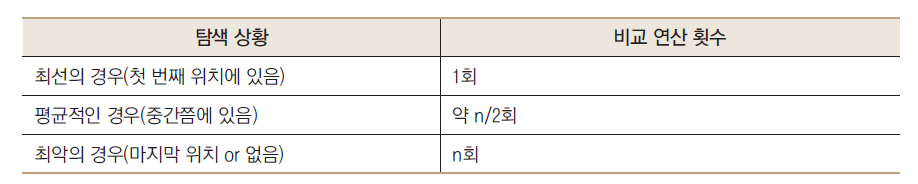 탐색 상황 비교 연산 횟수
최선의 경우(첫 번째 위치에 있음) 1회
평균적인 경우(중간쯤에 있음) 약 n/2회
최악의 경우(마지막 위치 or 없음) n회